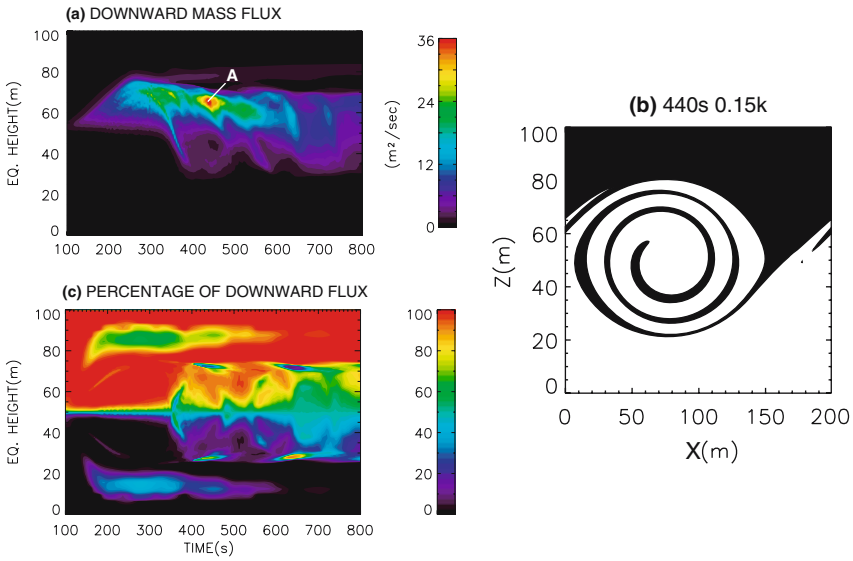 (a) DOWNWARD MASS FLUX
EQ. HEIGHT(m)
100
80
60
40
20
0
100 200 300 400 500 600 700 800
A
36
24
12
0
(m²/sec)
(b) 440s 0.15k
Z(m)
100
80
60
40
20
0
0 50 100 150 200
X(m)
(c) PERCENTAGE OF DOWNWARD FLUX
EQ. HEIGHT(m)
100
80
60
40
20
0
100 200 300 400 500 600 700 800
TIME(s)
100
80
60
40
20
0